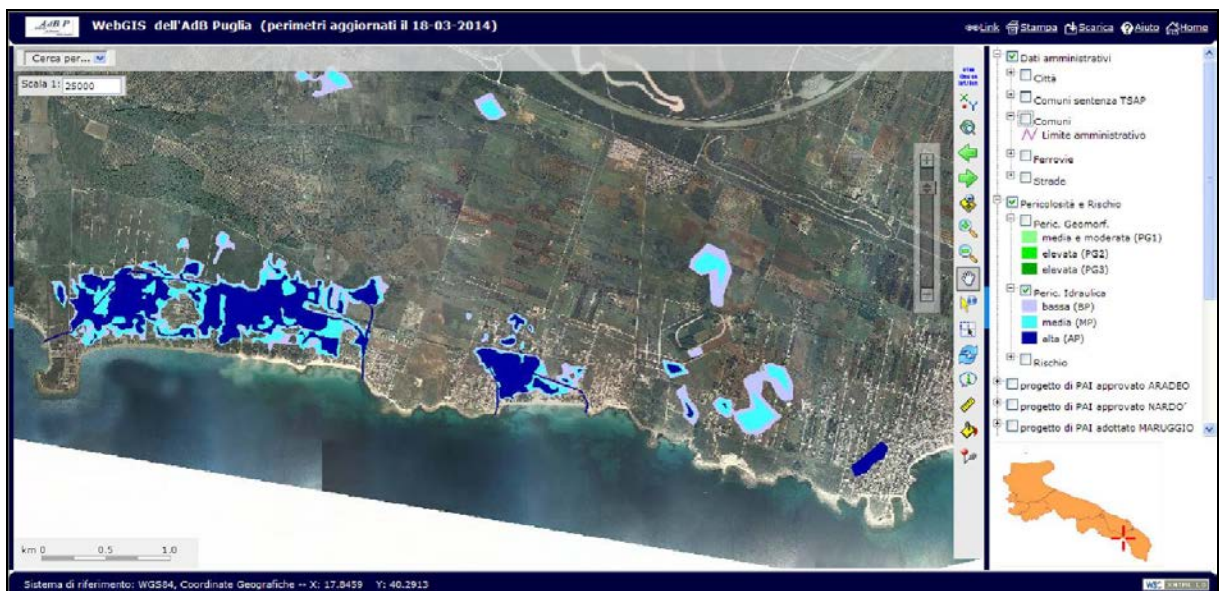 AdB P
WebGIS dell'AdB Puglia (perimetri aggiornati il 18-03-2014)
Link Stampa Scarica Aiuto Home
Cerca per...
Scala 1: 25000
Dati amministrativi
Città
Comuni sentenza TSAP
Comuni
Limite amministrativo
Ferrovie
Strade
Pericolosità e Rischio
Peric. Geomorf.
media e moderata (PG1)
elevata (PG2)
elevata (PG3)
Peric. Idraulica
bassa (BP)
media (MP)
alta (AP)
Rischio
progetto di PAI approvato ARADEO
progetto di PAI approvato NARDO'
progetto di PAI adottato MARUGGIO
km 0 0.5 1.0
Sistema di riferimento: WGS84, Coordinate Geografiche -- X: 17.8459 Y: 40.2913
W3C XHTML 1.0